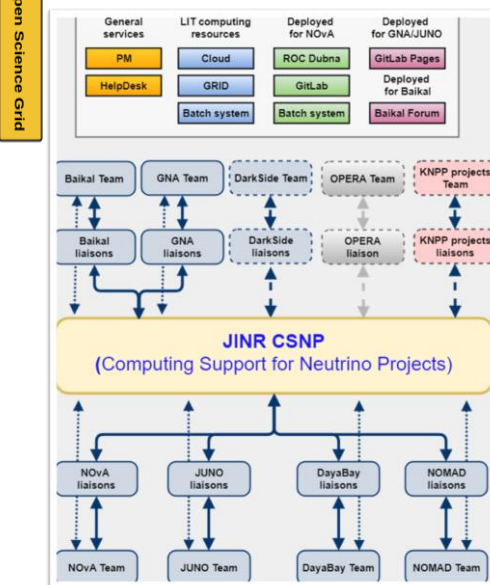 pen Science Grid
General services
LIT computing resources
Deployed for NOvA
Deployed for GNA/JUNO
PM
Cloud
ROC Dubna
GitLab Pages
HelpDesk
GRID
GitLab
Deployed for Baikal
Batch system
Batch system
Baikal Forum
Baikal Team
GNA Team
DarkSide Team
OPERA Team
KNPP projects Team
Baikal liaisons
GNA liaisons
DarkSide liaisons
OPERA liaison
KNPP projects liaisons
JINR CSNP
(Computing Support for Neutrino Projects)
NOvA liaisons
JUNO liaisons
DayaBay liaisons
NOMAD liaisons
NOvA Team
JUNO Team
DayaBay Team
NOMAD Team